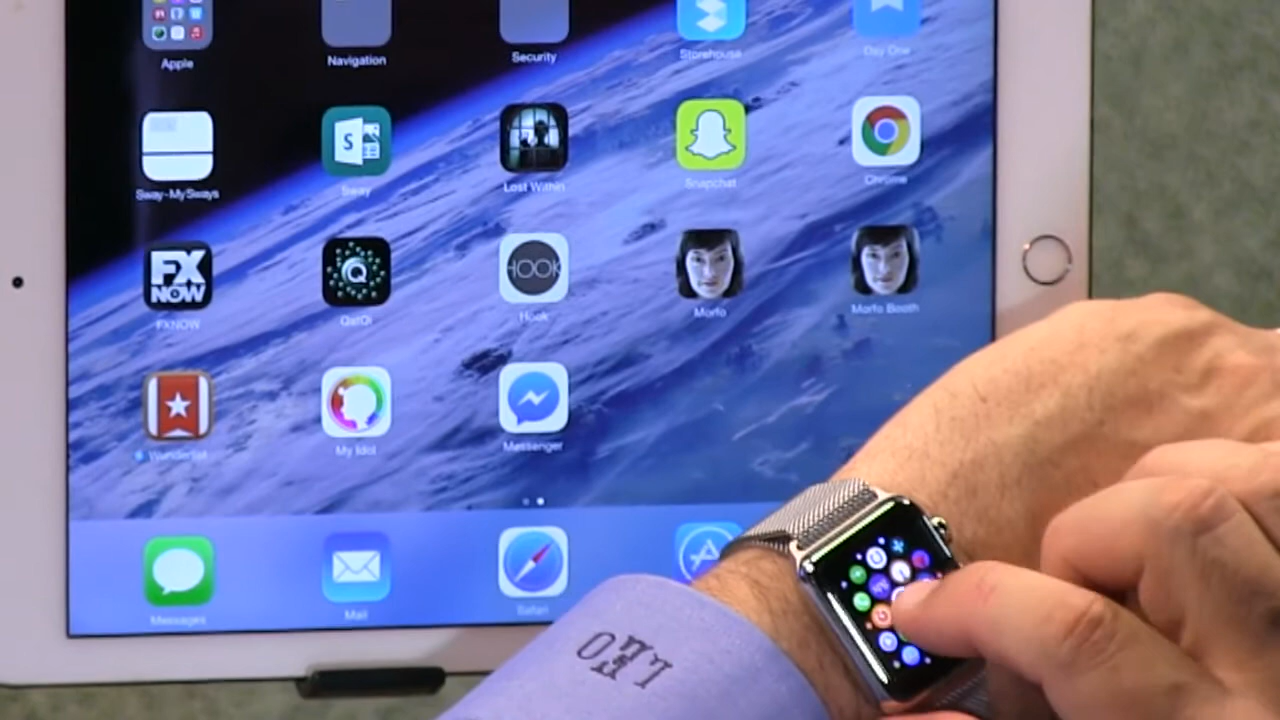 Apple Navigation Security Storehouse Day One
S
Sway-MySways Sway Lost Within Snapchat Chrome
FX
NOW
Q
HOOK
FXNOW QatQi Hook Morfo Morfo Booth
Wunderlist My Idol Messenger
Messages Mail Safari